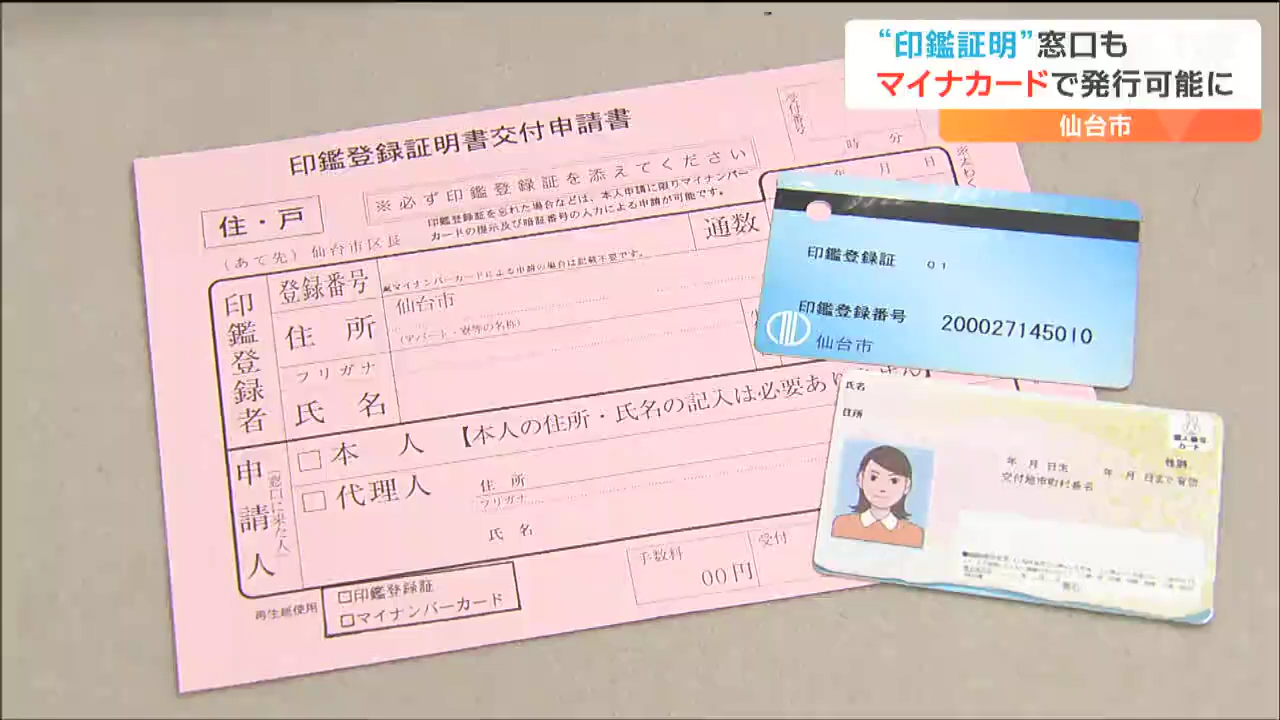 “印鑑証明”窓口も
マイナカードで発行可能に
仙台市
印鑑登録証明書交付申請書
受付番号
時 分
※必ず印鑑登録証を添えてください
住・戸
印鑑登録証を忘れた場合などは、本人申請に限りマイナンバー
カードの提示及び暗証番号の入力による申請が可能です。
年 月 日
(あて先) 仙台市区長
通数
印鑑登録者
登録番号
※マイナンバーカードによる申請の場合は記載不要です。
住 所
仙台市
(アパート・寮等の名称)
フリガナ
氏 名
申請人
(窓口に来た人)
□ 本 人 【本人の住所・氏名の記入は必要あり
□ 代理人
住 所
フリガナ
氏 名
手数料
00円
受付
再生紙使用
□印鑑登録証
□マイナンバーカード
印鑑登録証 01
印鑑登録番号 200027145010
仙台市
氏名
住所
個人番号
カード
性別
年 月 日生
年 月 日まで有効
交付地市町村番名